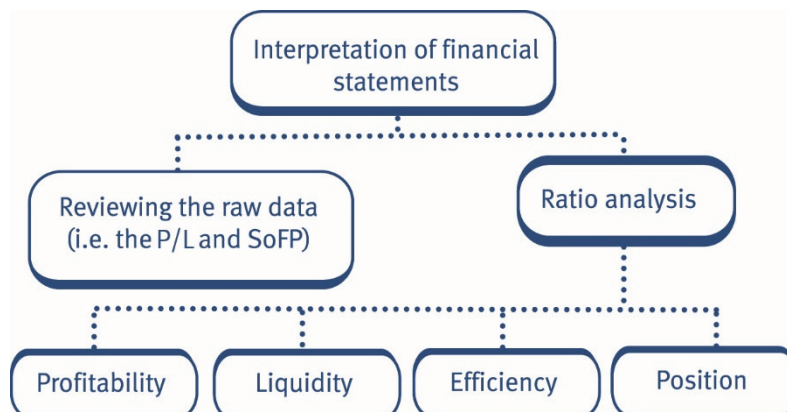 Interpretation of financial
statements
Reviewing the raw data
(i.e. the P/L and SoFP)
Ratio analysis
Profitability
Liquidity
Efficiency
Position